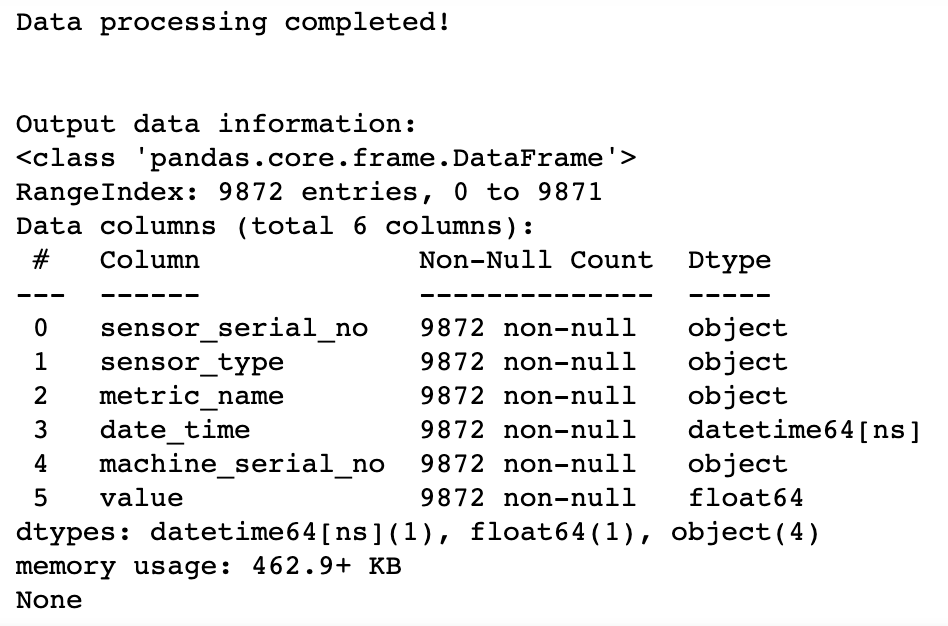 Data processing completed!
Output data information:
<class 'pandas.core.frame.DataFrame'>
RangeIndex: 9872 entries, 0 to 9871
Data columns (total 6 columns):
 #   Column             Non-Null Count  Dtype
---  ------             --------------  -----
 0   sensor_serial_no   9872 non-null   object
 1   sensor_type        9872 non-null   object
 2   metric_name        9872 non-null   object
 3   date_time          9872 non-null   datetime64[ns]
 4   machine_serial_no  9872 non-null   object
 5   value              9872 non-null   float64
dtypes: datetime64[ns](1), float64(1), object(4)
memory usage: 462.9+ KB
None